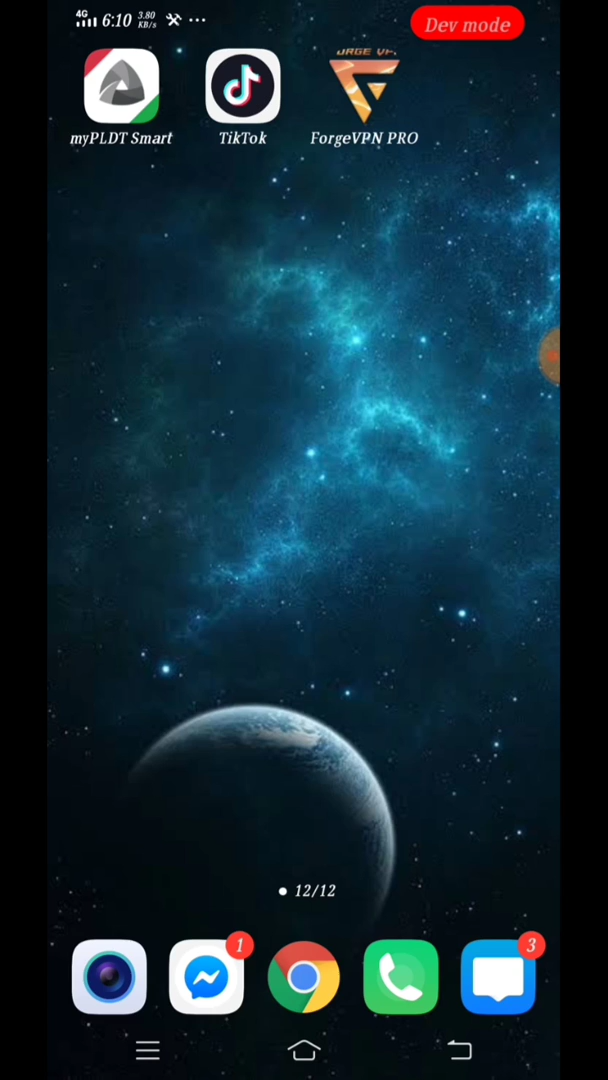 4G 6:10 3.80 KB/s ...
Dev mode
myPLDT Smart
TikTok
ForgeVPN PRO
12/12
1
3